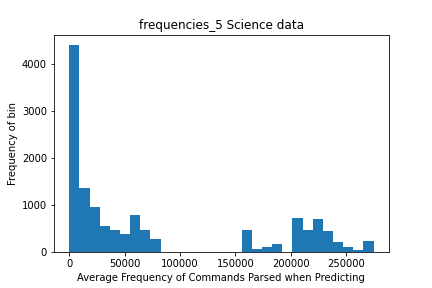 frequencies_5 Science data
Frequency of bin
4000
3000
2000
1000
0
0 50000 100000 150000 200000 250000
Average Frequency of Commands Parsed when Predicting